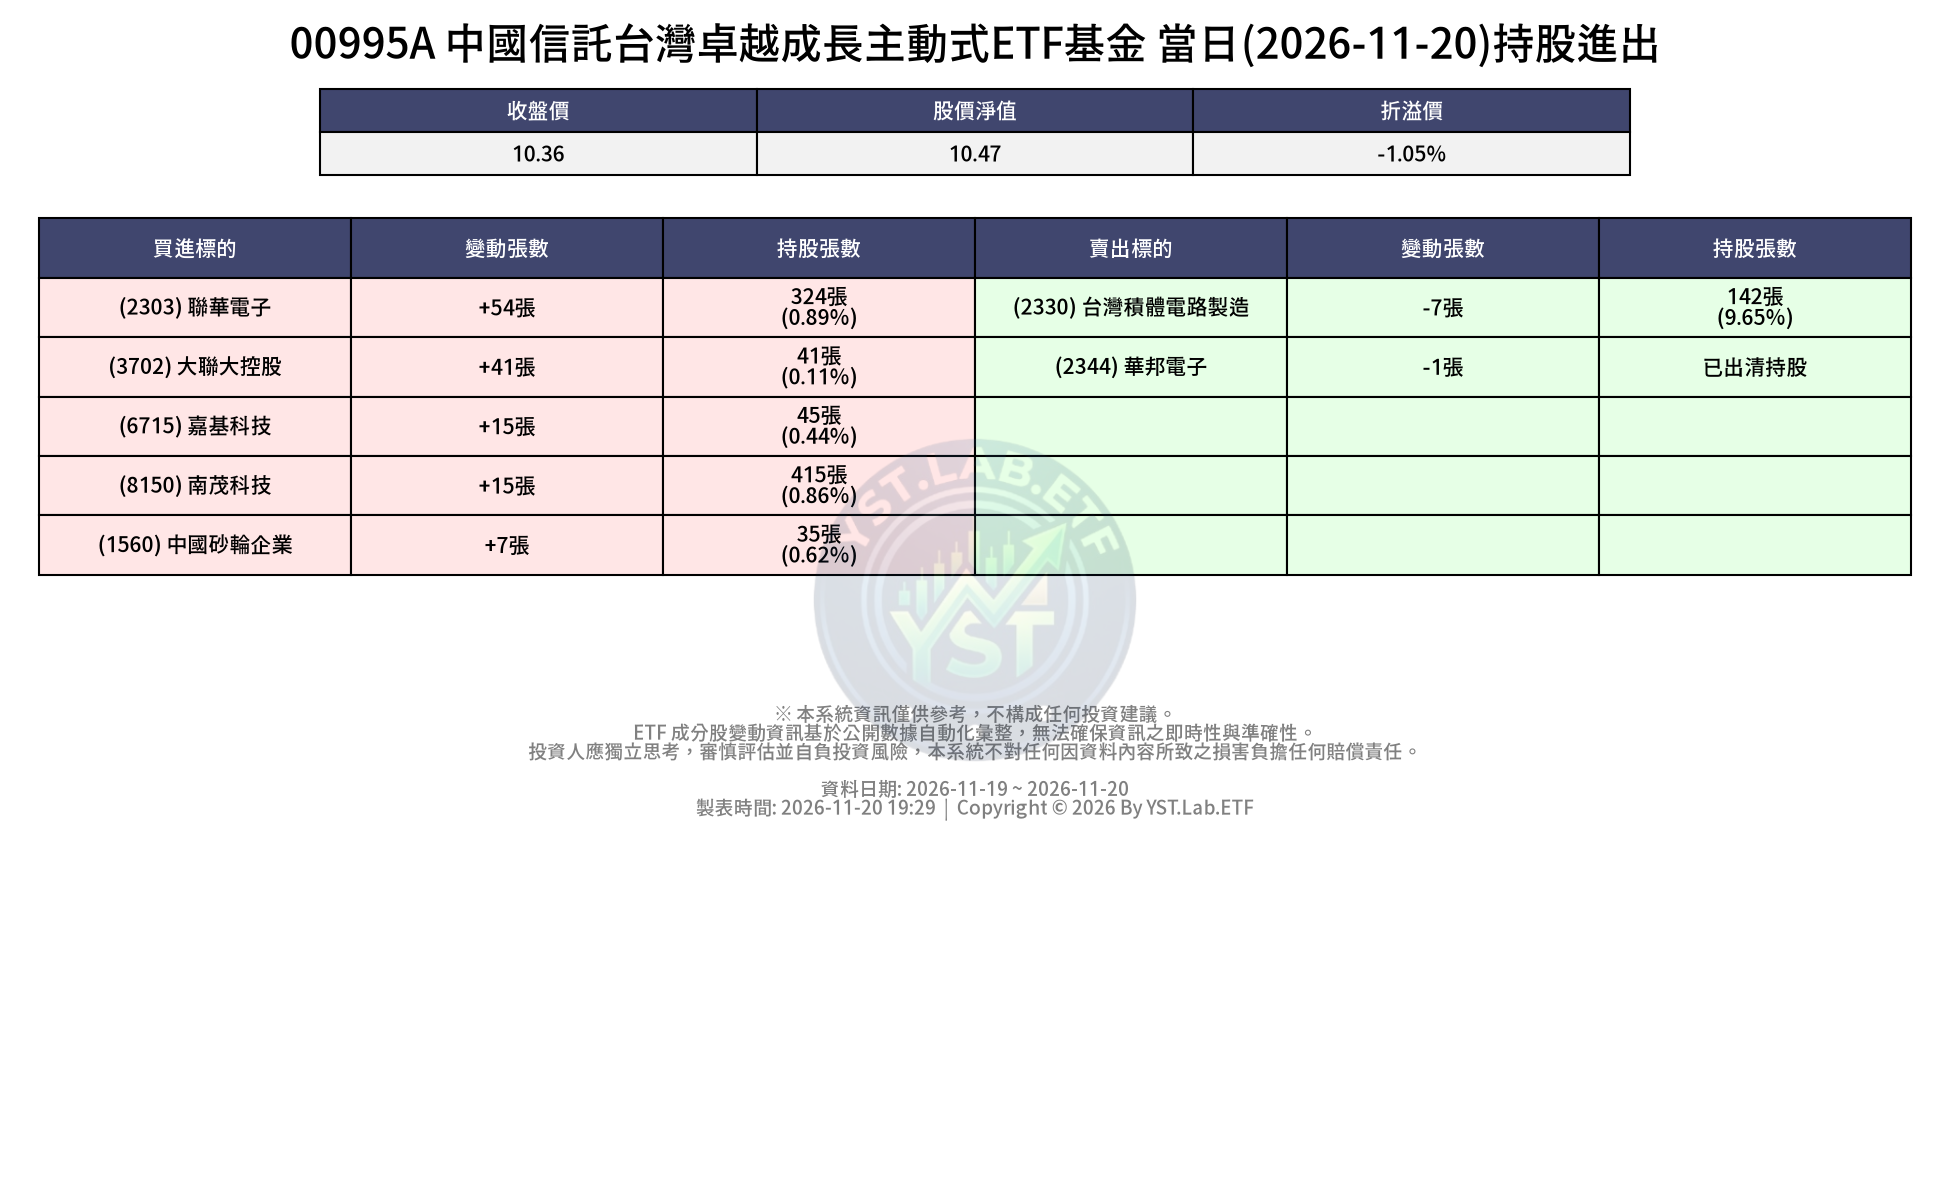 00995A 中國信託台灣卓越成長主動式ETF基金 當日(2026-11-20)持股進出
收盤價 股價淨值 折溢價
10.36 10.47 -1.05%
買進標的 變動張數 持股張數 賣出標的 變動張數 持股張數
(2303) 聯華電子 +54張 324張 (0.89%) (2330) 台灣積體電路製造 -7張 142張 (9.65%)
(3702) 大聯大控股 +41張 41張 (0.11%) (2344) 華邦電子 -1張 已出清持股
(6715) 嘉基科技 +15張 45張 (0.44%)
(8150) 南茂科技 +15張 415張 (0.86%)
(1560) 中國砂輪企業 +7張 35張 (0.62%)
YST.LAB.ETF
YST
※ 本系統資訊僅供參考，不構成任何投資建議。
ETF 成分股變動資訊基於公開數據自動化彙整，無法確保資訊之即時性與準確性。
投資人應獨立思考，審慎評估並自負投資風險，本系統不對任何因資料內容所致之損害負擔任何賠償責任。
資料日期: 2026-11-19 ~ 2026-11-20
製表時間: 2026-11-20 19:29 | Copyright © 2026 By YST.Lab.ETF